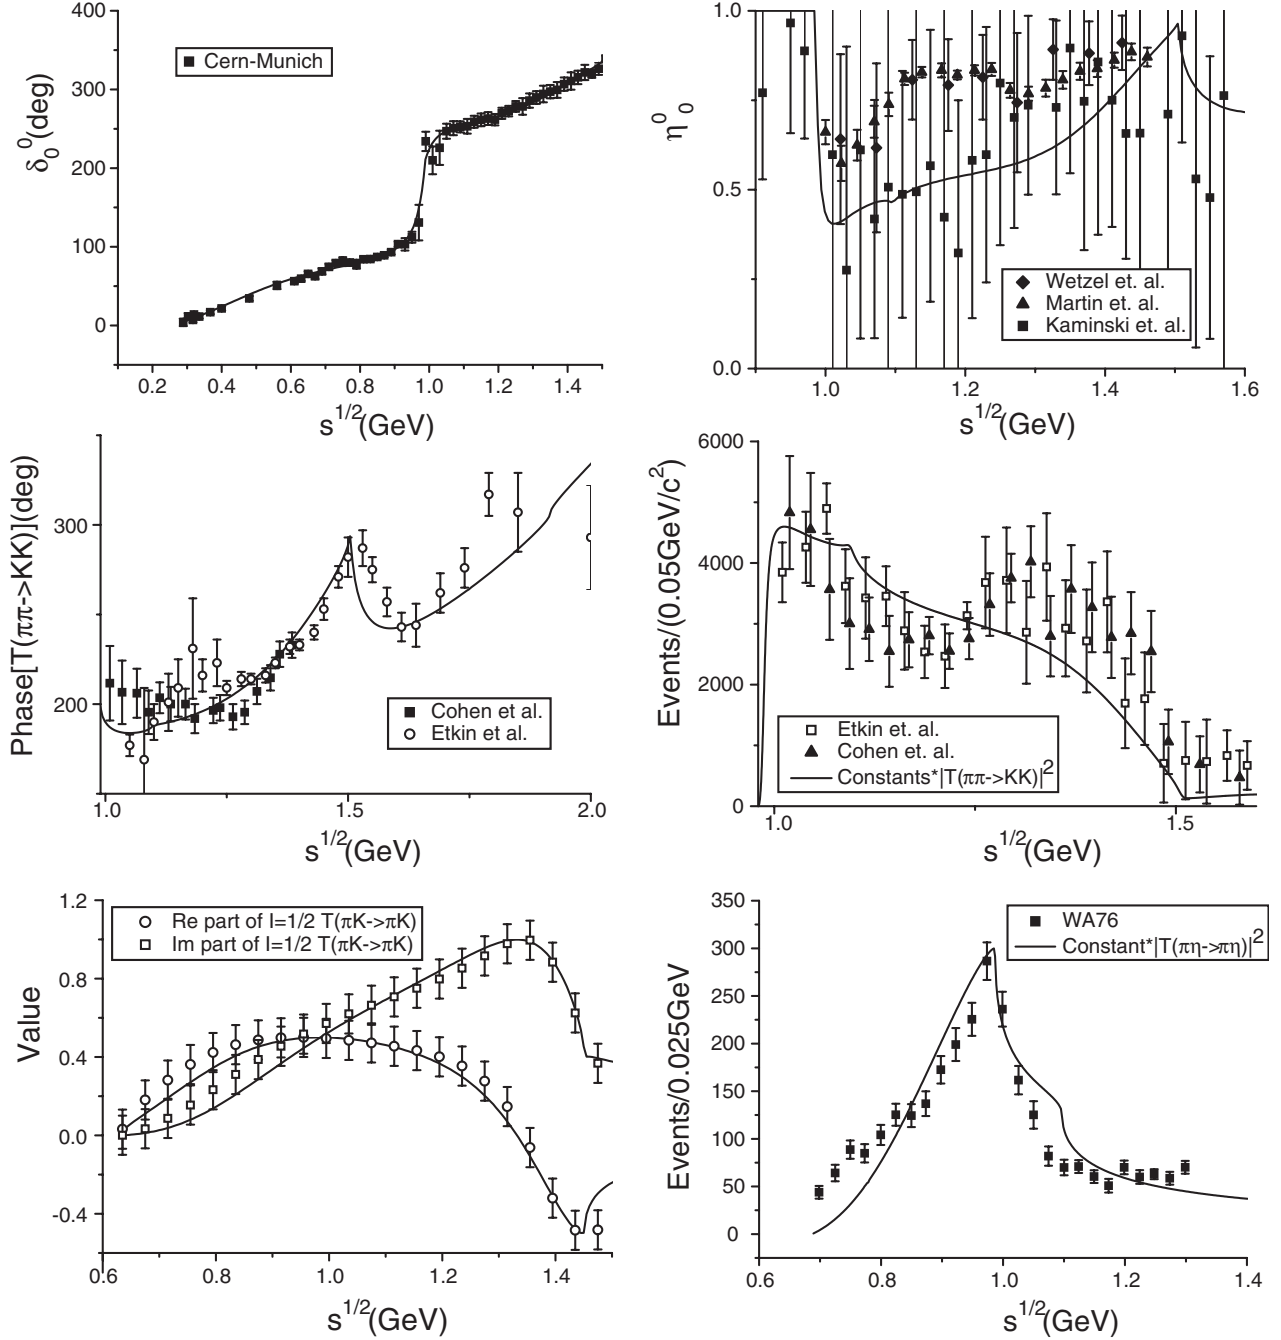 400
300
200
100
0
δ₀⁰(deg)
Cern-Munich
0.2 0.4 0.6 0.8 1.0 1.2 1.4
s^1/2(GeV)
1.0
0.5
0.0
η⁰₀
Wetzel et. al.
Martin et. al.
Kaminski et. al.
1.0 1.2 1.4 1.6
s^1/2(GeV)
300
200
Phase[T(ππ->KK)](deg)
Cohen et al.
Etkin et al.
1.0 1.5 2.0
s^1/2(GeV)
6000
4000
2000
0
Events/(0.05GeV/c²)
Etkin et. al.
Cohen et. al.
Constants*|T(ππ->KK)|²
1.0 1.5
s^1/2(GeV)
1.2
0.8
0.4
0.0
-0.4
Value
Re part of I=1/2 T(πK->πK)
Im part of I=1/2 T(πK->πK)
0.6 0.8 1.0 1.2 1.4
s^1/2(GeV)
350
300
250
200
150
100
50
0
Events/0.025GeV
WA76
Constant*|T(πη->πη)|²
0.6 0.8 1.0 1.2 1.4
s^1/2(GeV)